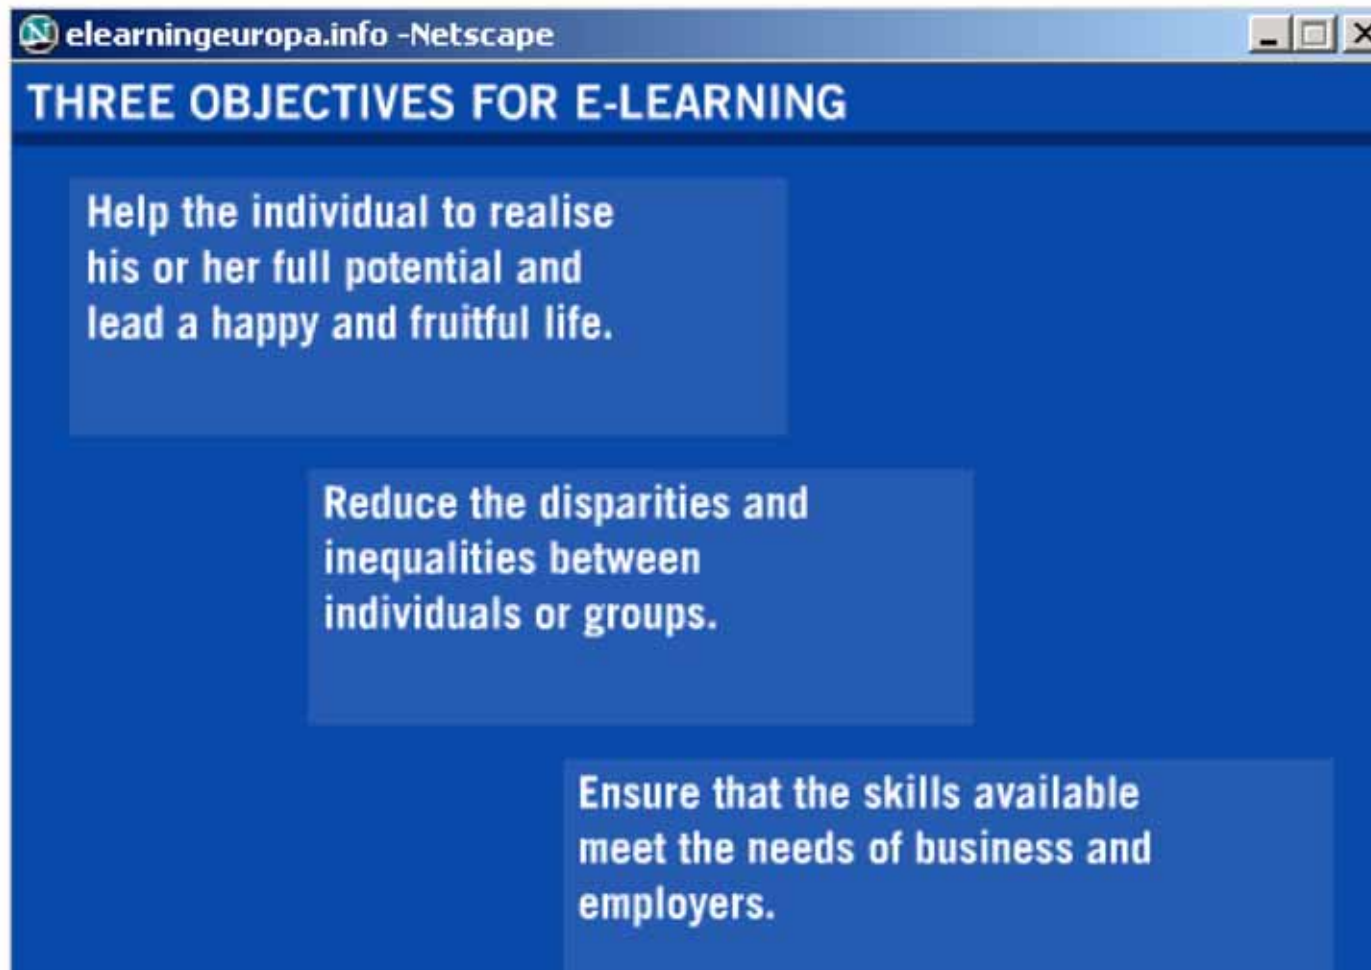 elearningeuropa.info -Netscape
THREE OBJECTIVES FOR E-LEARNING
Help the individual to realise
his or her full potential and
lead a happy and fruitful life.
Reduce the disparities and
inequalities between
individuals or groups.
Ensure that the skills available
meet the needs of business and
employers.